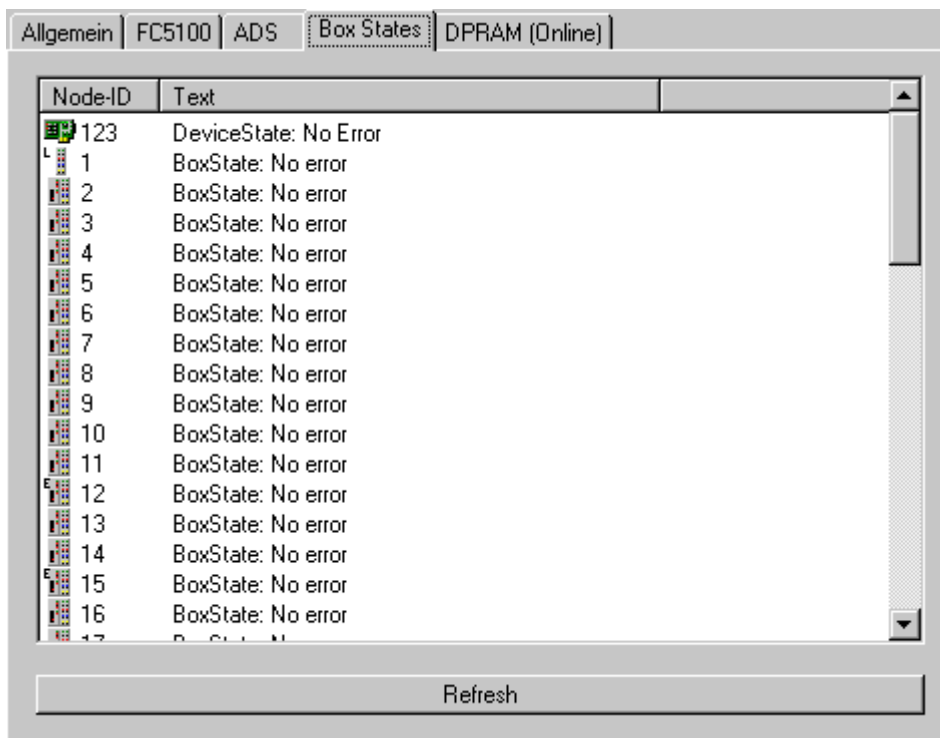 Allgemein FC5100 ADS Box States DPRAM (Online)
Node-ID Text
123 DeviceState: No Error
L 1 BoxState: No error
2 BoxState: No error
3 BoxState: No error
4 BoxState: No error
5 BoxState: No error
6 BoxState: No error
7 BoxState: No error
8 BoxState: No error
9 BoxState: No error
10 BoxState: No error
11 BoxState: No error
E 12 BoxState: No error
13 BoxState: No error
14 BoxState: No error
E 15 BoxState: No error
16 BoxState: No error
17
Refresh